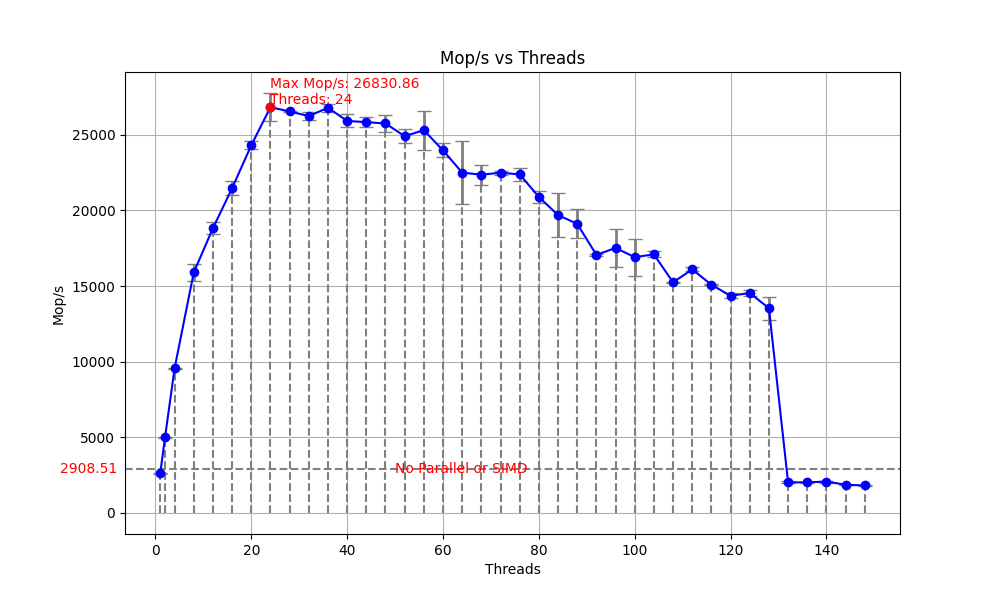 Mop/s vs Threads
Max Mop/s: 26830.86
Threads: 24
25000
20000
15000
10000
5000
2908.51
No Parallel or SIMD
0
Mop/s
0 20 40 60 80 100 120 140
Threads